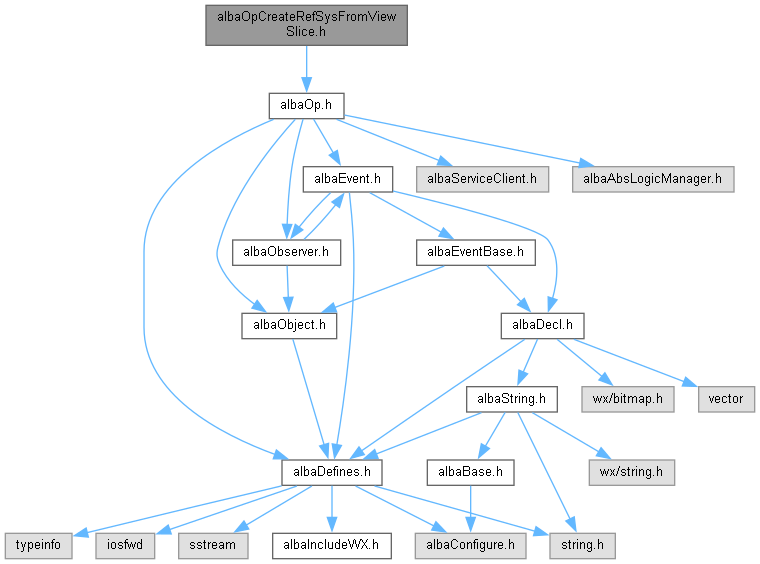 albaOpCreateRefSysFromView
Slice.h
albaOp.h
albaEvent.h
albaServiceClient.h
albaAbsLogicManager.h
albaObserver.h
albaEventBase.h
albaObject.h
albaDecl.h
albaString.h
wx/bitmap.h
vector
albaDefines.h
albaBase.h
wx/string.h
typeinfo
iosfwd
sstream
albaIncludeWX.h
albaConfigure.h
string.h